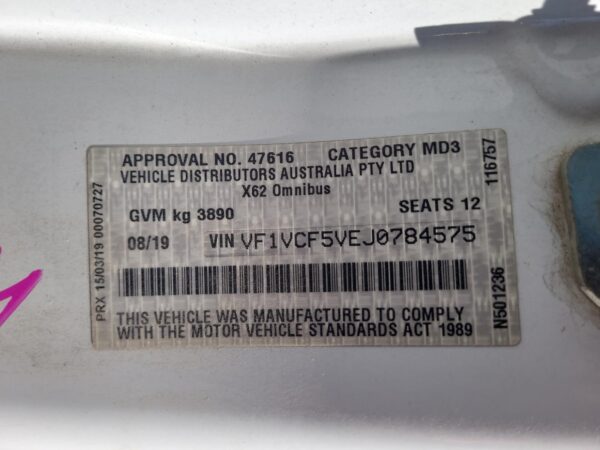 APPROVAL NO. 47616 CATEGORY MD3
VEHICLE DISTRIBUTORS AUSTRALIA PTY LTD
X62 Omnibus
GVM kg 3890 SEATS 12
08/19 VIN VF1VCF5VEJ0784575
THIS VEHICLE WAS MANUFACTURED TO COMPLY
WITH THE MOTOR VEHICLE STANDARDS ACT 1989
PRX 15/03/19 00070727
N501236 116757